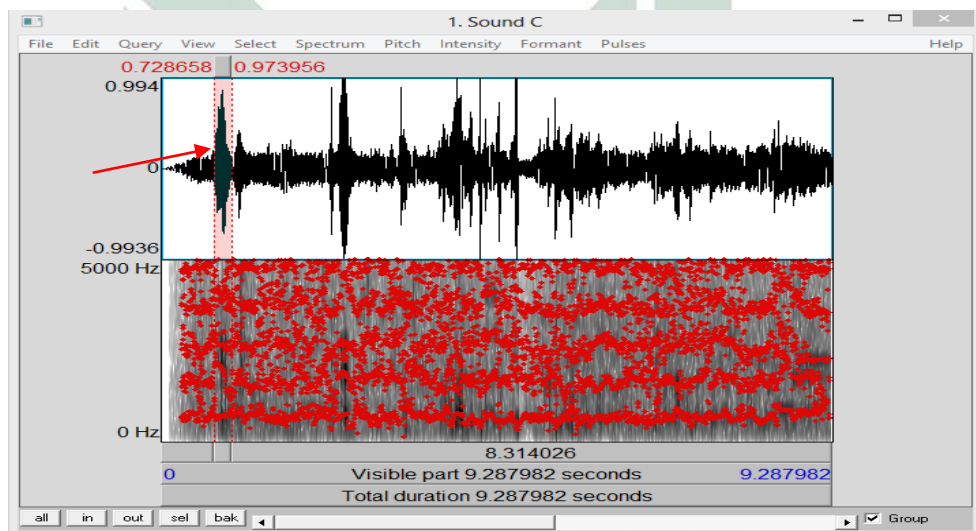 1. Sound C
File Edit Query View Select Spectrum Pitch Intensity Formant Pulses Help
0.728658 0.973956
0.994
0
-0.9936
5000 Hz
0 Hz
8.314026
0 Visible part 9.287982 seconds 9.287982
Total duration 9.287982 seconds
all in out sel bak Group